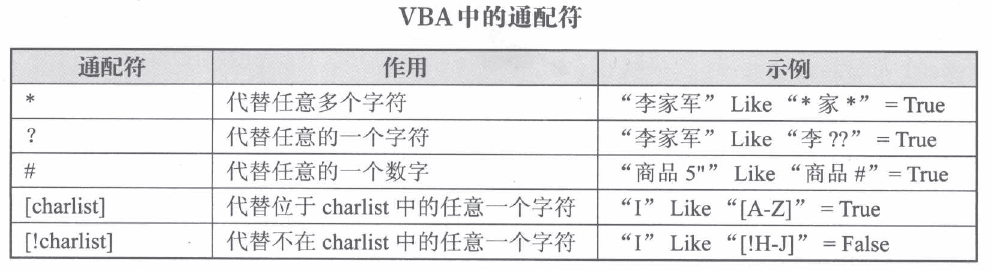 VBA中的通配符
通配符 作用 示例
* 代替任意多个字符 “李家军” Like “* 家 *” = True
? 代替任意的一个字符 “李家军” Like “李 ??” = True
# 代替任意的一个数字 “商品 5"” Like “商品 #” = True
[charlist] 代替位于 charlist 中的任意一个字符 “I” Like “[A-Z]” = True
[!charlist] 代替不在 charlist 中的任意一个字符 “I” Like “[!H-J]” = False